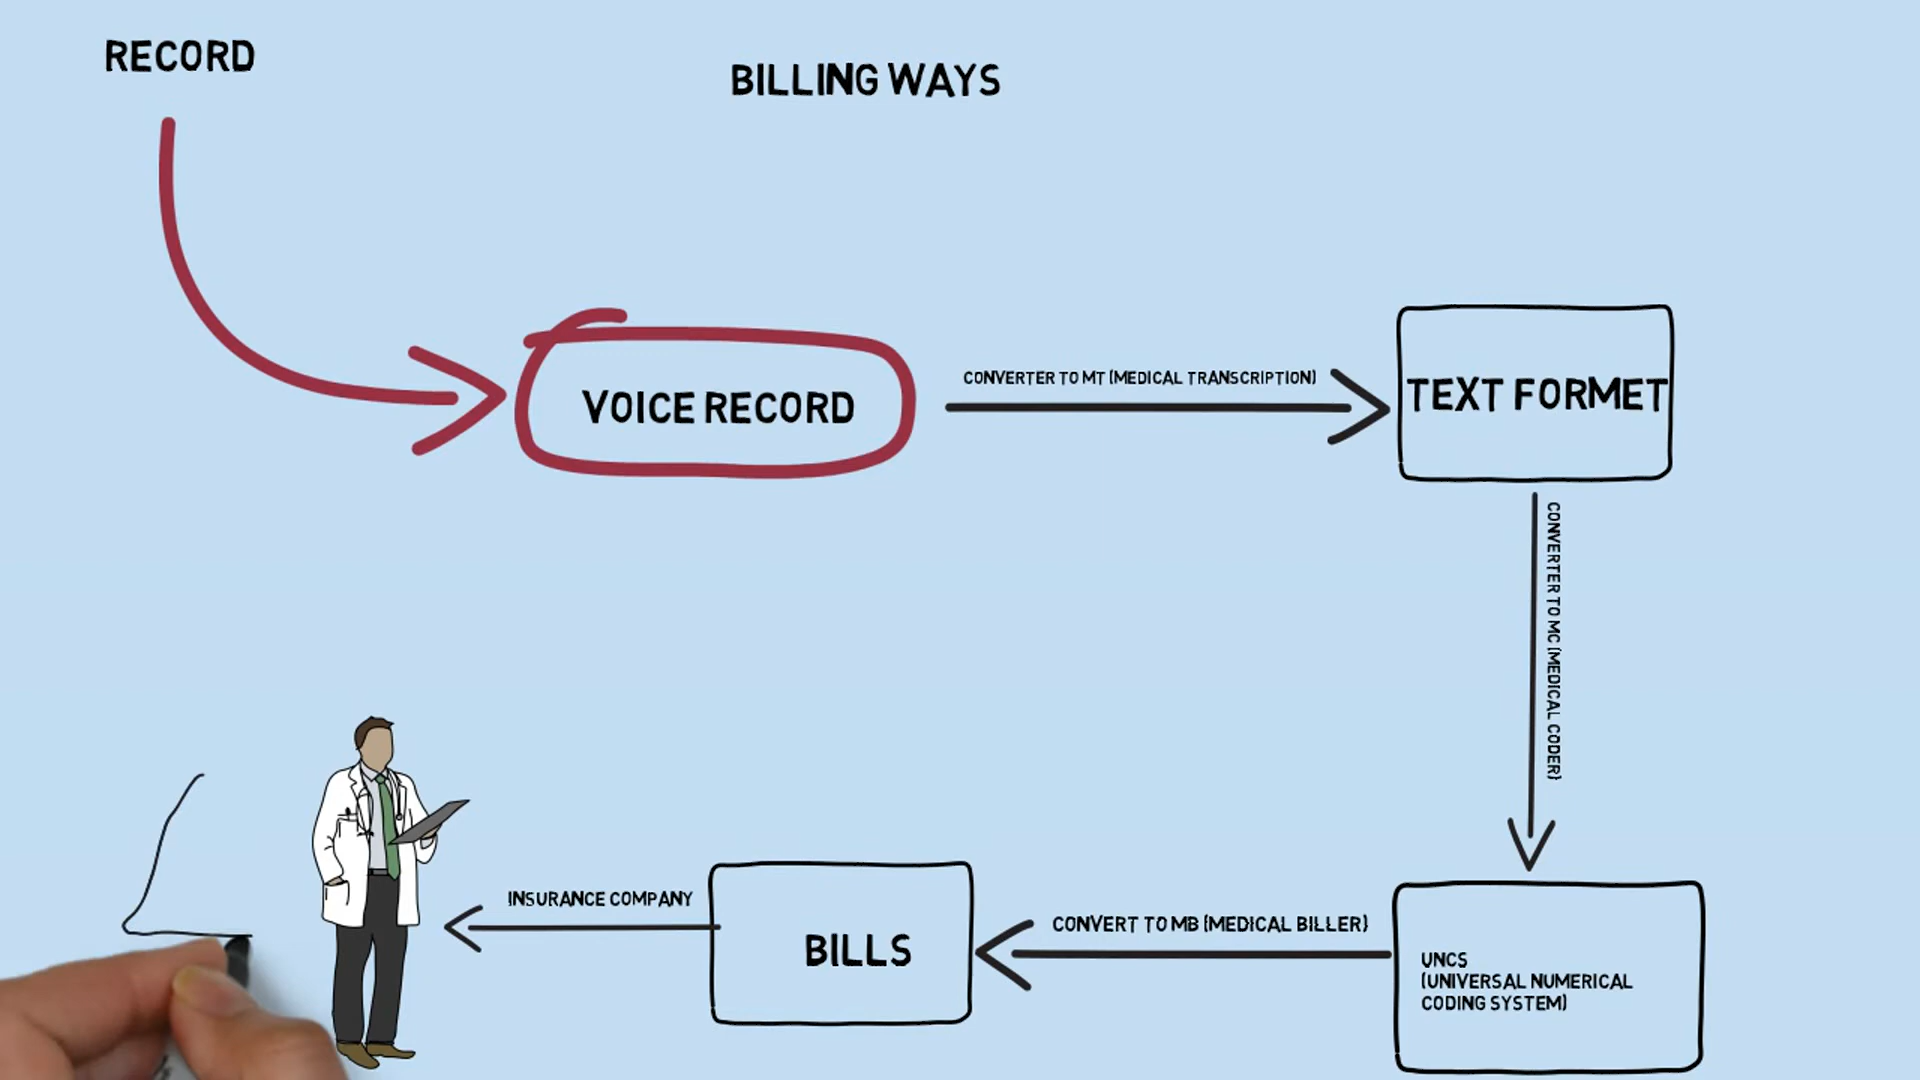 RECORD
BILLING WAYS
VOICE RECORD
CONVERTER TO MT (MEDICAL TRANSCRIPTION)
TEXT FORMET
CONVERTER TO MC (MEDICAL CODER)
INSURANCE COMPANY
BILLS
CONVERT TO MB (MEDICAL BILLER)
UNCS
(UNIVERSAL NUMERICAL
CODING SYSTEM)